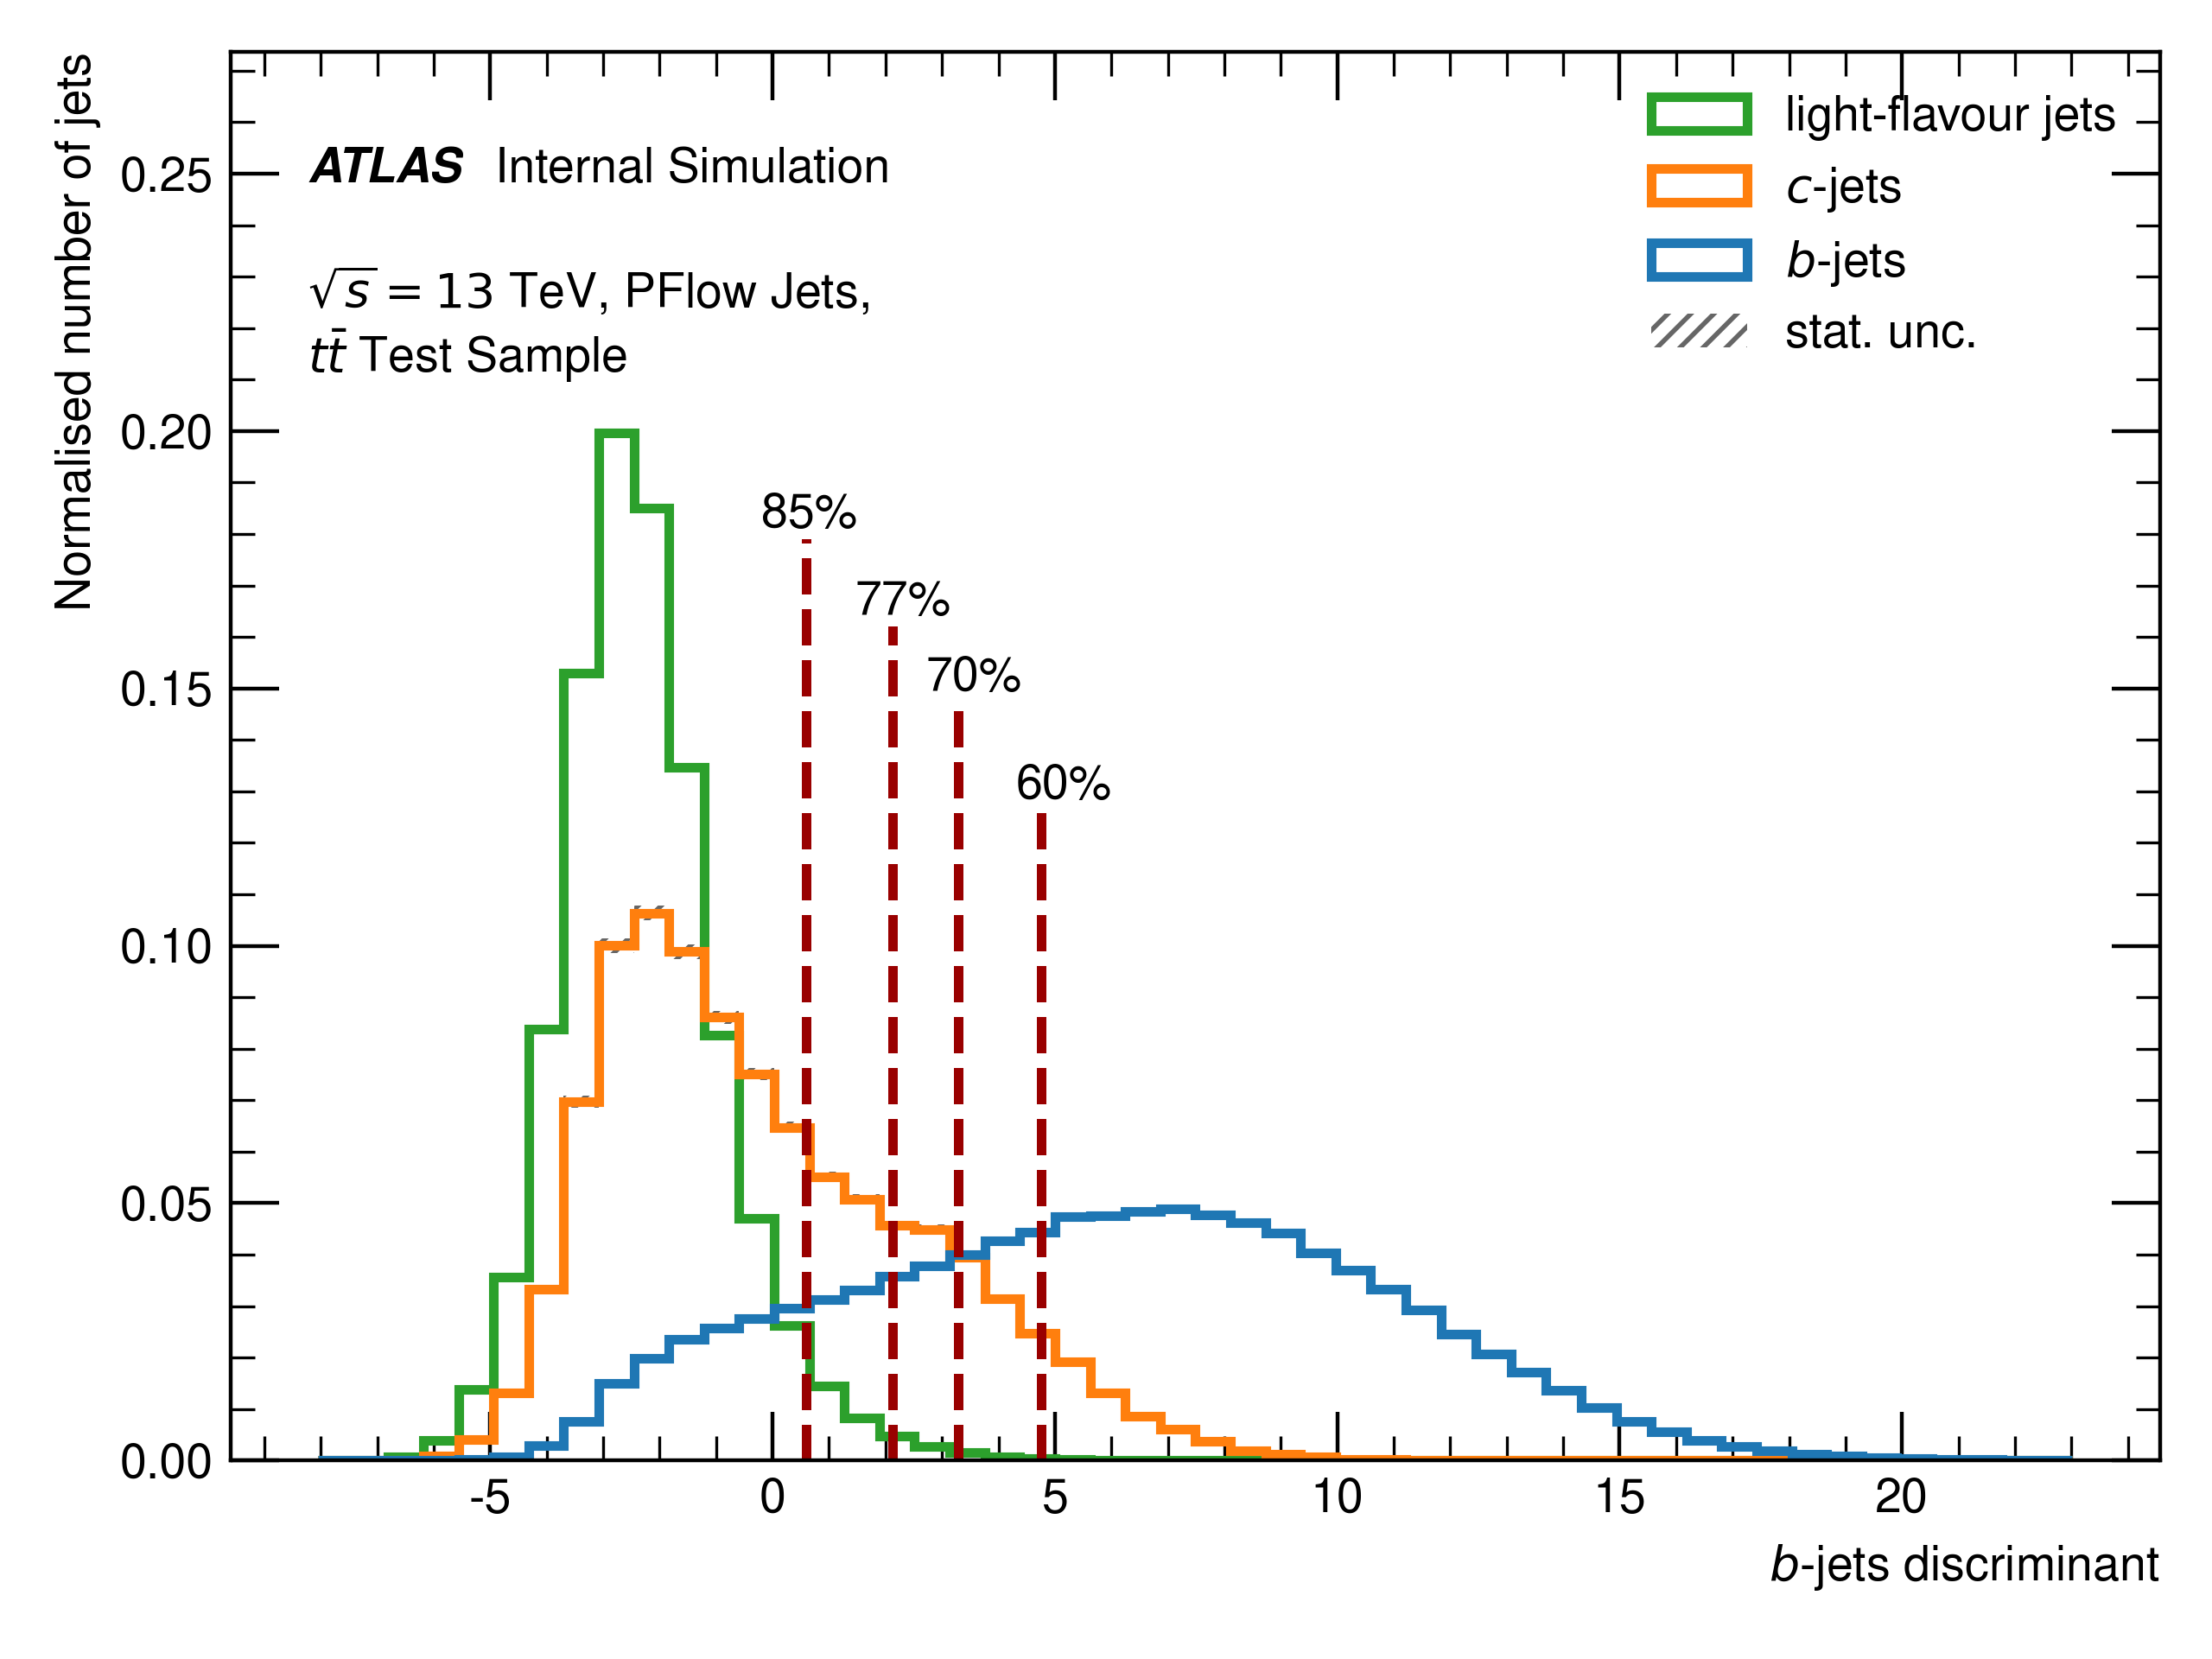 Normalised number of jets
0.25
0.20
0.15
0.10
0.05
0.00
ATLAS Internal Simulation
√s = 13 TeV, PFlow Jets,
tt̄ Test Sample
light-flavour jets
c-jets
b-jets
stat. unc.
85%
77%
70%
60%
-5 0 5 10 15 20
b-jets discriminant